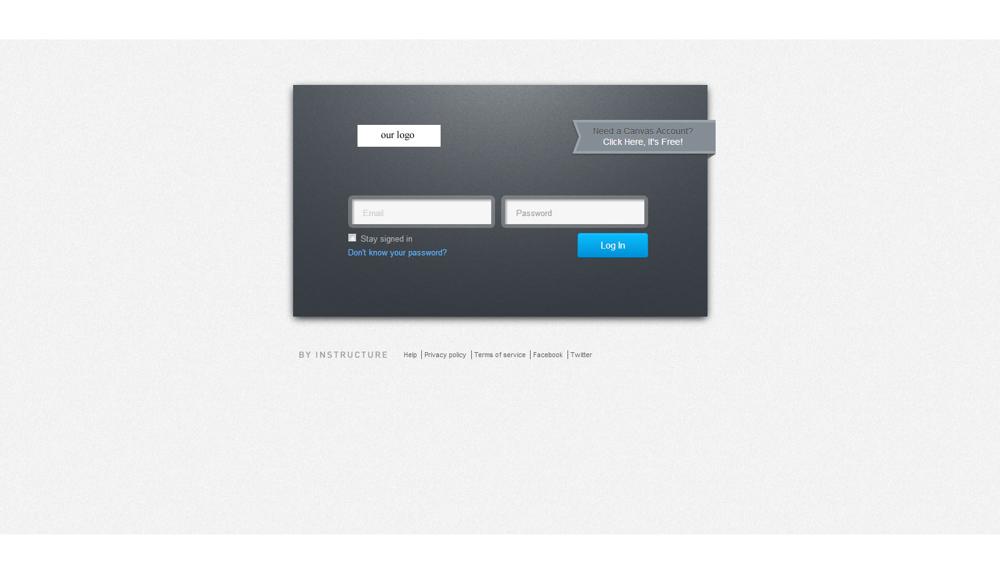 our logo
Need a Canvas Account?
Click Here, It's Free!
Email
Password
Stay signed in
Log In
Don't know your password?
BY INSTRUCTURE
Help
Privacy policy
Terms of service
Facebook
Twitter